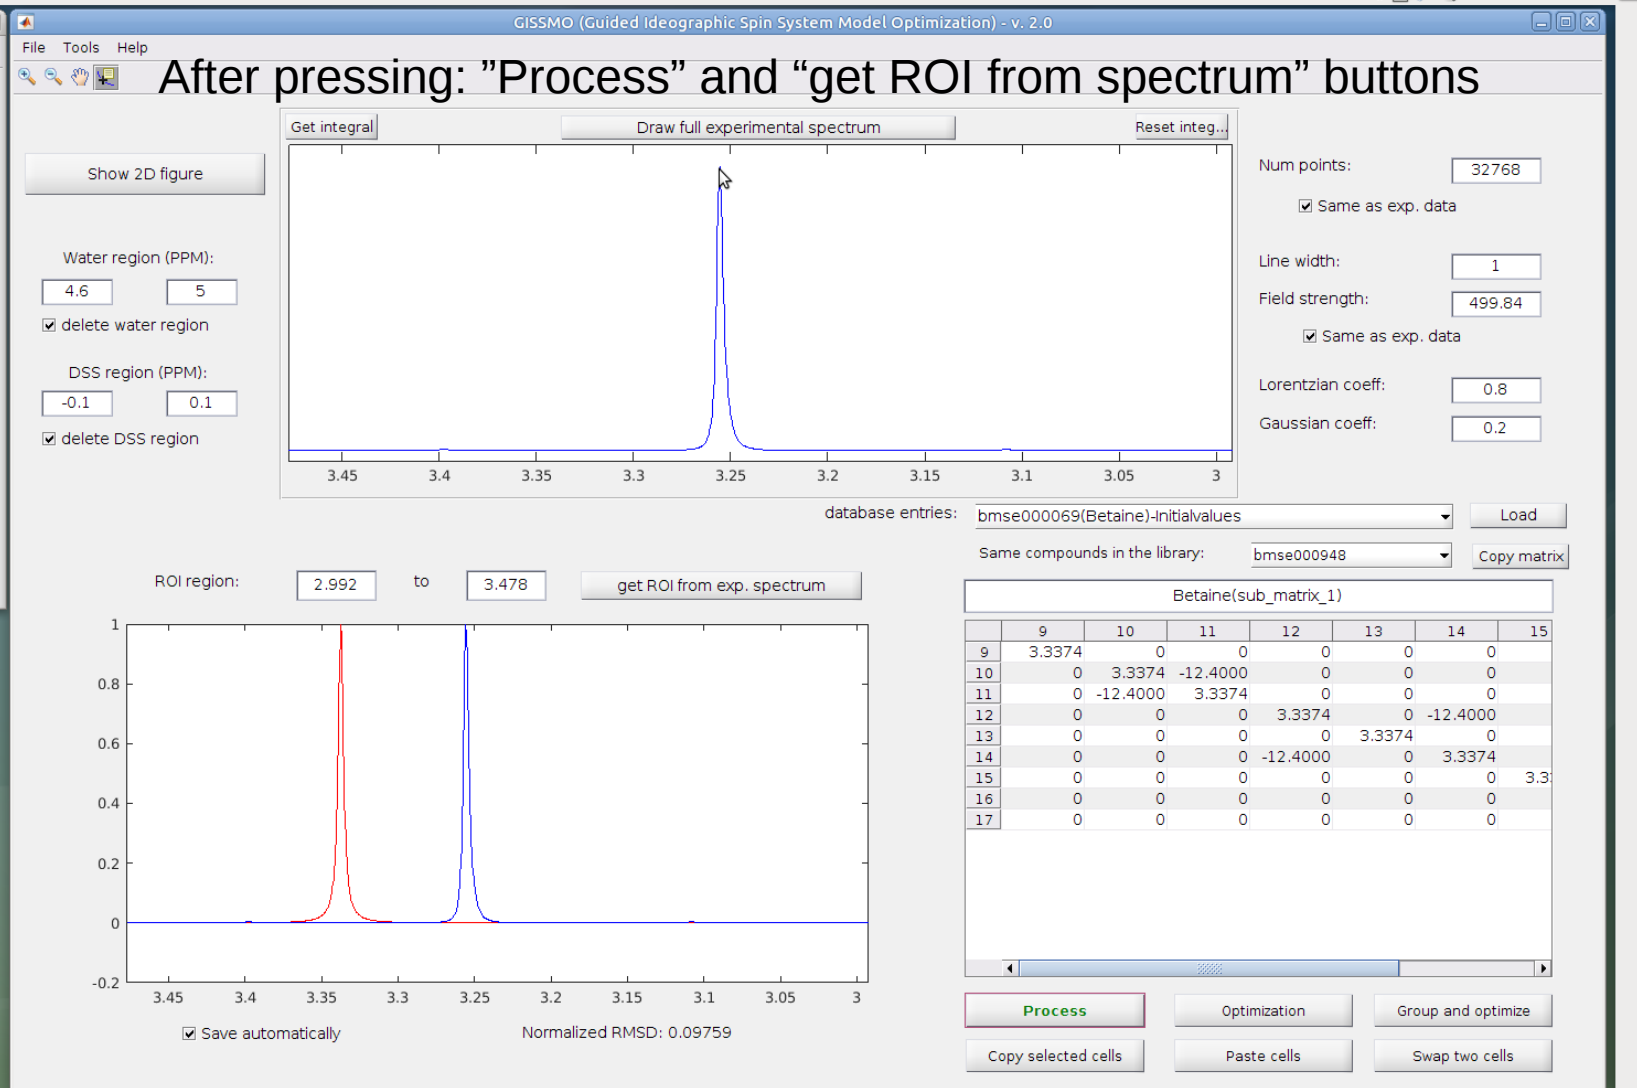 GISSMO (Guided Ideographic Spin System Model Optimization) - v. 2.0
File Tools Help
After pressing: ”Process” and “get ROI from spectrum” buttons
Get integral Draw full experimental spectrum Reset integ...
Show 2D figure
Num points: 32768
Same as exp. data
Water region (PPM):
4.6 5
delete water region
Line width: 1
Field strength: 499.84
Same as exp. data
DSS region (PPM):
-0.1 0.1
delete DSS region
Lorentzian coeff: 0.8
Gaussian coeff: 0.2
3.45 3.4 3.35 3.3 3.25 3.2 3.15 3.1 3.05 3
database entries: bmse000069(Betaine)-Initialvalues Load
Same compounds in the library: bmse000948 Copy matrix
ROI region: 2.992 to 3.478 get ROI from exp. spectrum
Betaine(sub_matrix_1)
1
0.8
0.6
0.4
0.2
0
-0.2
3.45 3.4 3.35 3.3 3.25 3.2 3.15 3.1 3.05 3
Save automatically Normalized RMSD: 0.09759
9 10 11 12 13 14 15
9 3.3374 0 0 0 0 0
10 0 3.3374 -12.4000 0 0 0
11 0 -12.4000 3.3374 0 0 0
12 0 0 0 3.3374 0 -12.4000
13 0 0 0 0 3.3374 0
14 0 0 0 -12.4000 0 3.3374
15 0 0 0 0 0 0
16 0 0 0 0 0 0
17 0 0 0 0 0 0
Process Optimization Group and optimize
Copy selected cells Paste cells Swap two cells